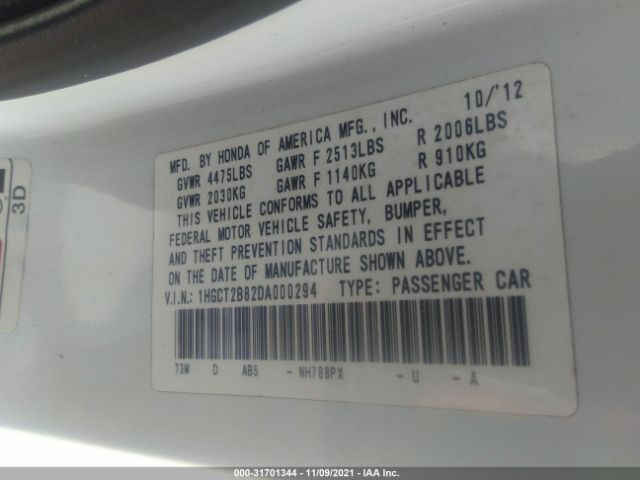 10/'12
MFD. BY HONDA OF AMERICA MFG., INC.
GVWR 4475LBS GAWR F 2513LBS R 2006LBS
GVWR 2030KG GAWR F 1140KG R 910KG
THIS VEHICLE CONFORMS TO ALL APPLICABLE
FEDERAL MOTOR VEHICLE SAFETY, BUMPER,
AND THEFT PREVENTION STANDARDS IN EFFECT
ON THE DATE OF MANUFACTURE SHOWN ABOVE.
V.I.N.: 1HGCT2B82DA000294 TYPE: PASSENGER CAR
T3M D ABS - NH788PX - U - A
3D
000-31701344 - 11/09/2021 - IAA Inc.